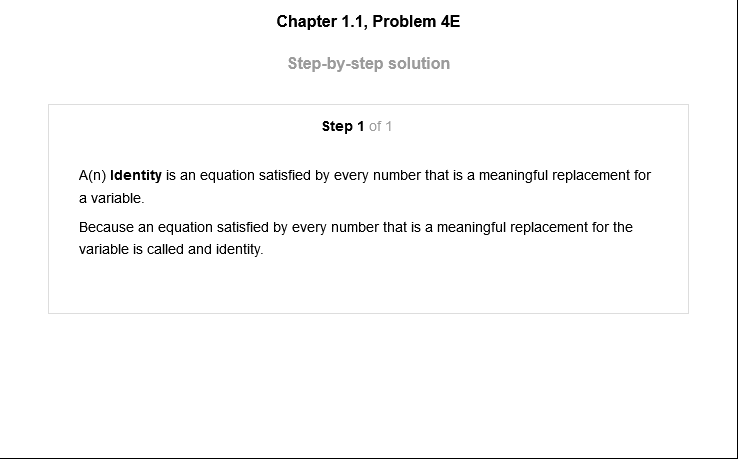 Chapter 1.1, Problem 4E
Step-by-step solution
Step 1 of 1
A(n) Identity is an equation satisfied by every number that is a meaningful replacement for
a variable.
Because an equation satisfied by every number that is a meaningful replacement for the
variable is called and identity.